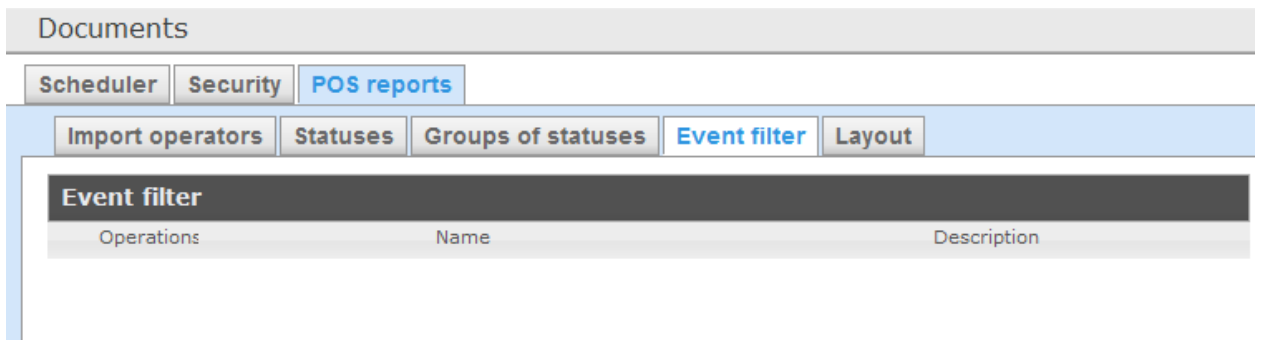 Documents
Scheduler Security POS reports
Import operators Statuses Groups of statuses Event filter Layout
Event filter
Operations Name Description